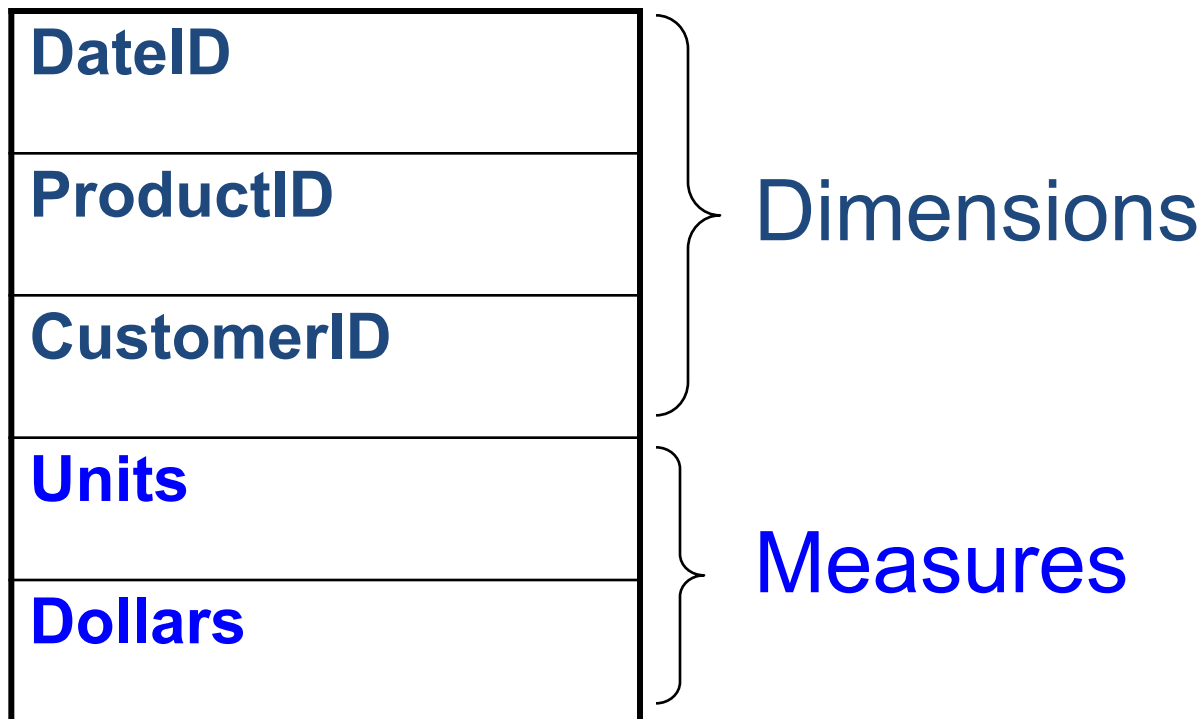 DateID
ProductID
Dimensions
CustomerID
Units
Measures
Dollars